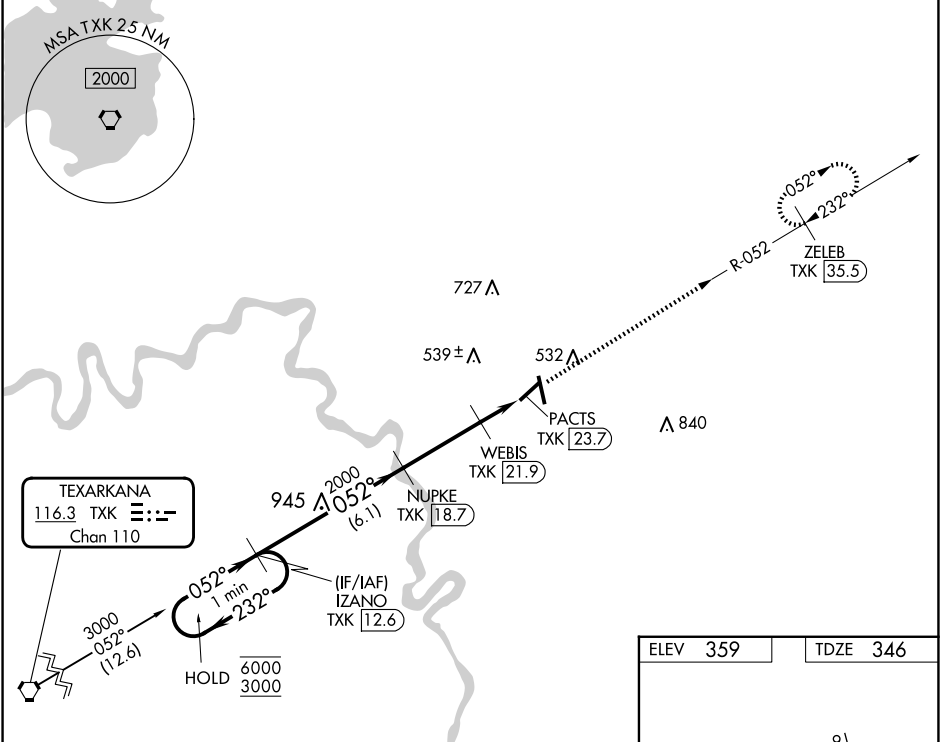 MSA TXK 25 NM
2000
052°
232°
R-052
ZELEB
TXK 35.5
727
539 ±
532
PACTS
TXK 23.7
840
WEBIS
TXK 21.9
TEXARKANA
116.3 TXK
Chan 110
945
2000
052°
(6.1)
NUPKE
TXK 18.7
052°
1 min
232°
(IF/IAF)
IZANO
TXK 12.6
3000
052°
(12.6)
HOLD
6000
3000
ELEV 359
TDZE 346